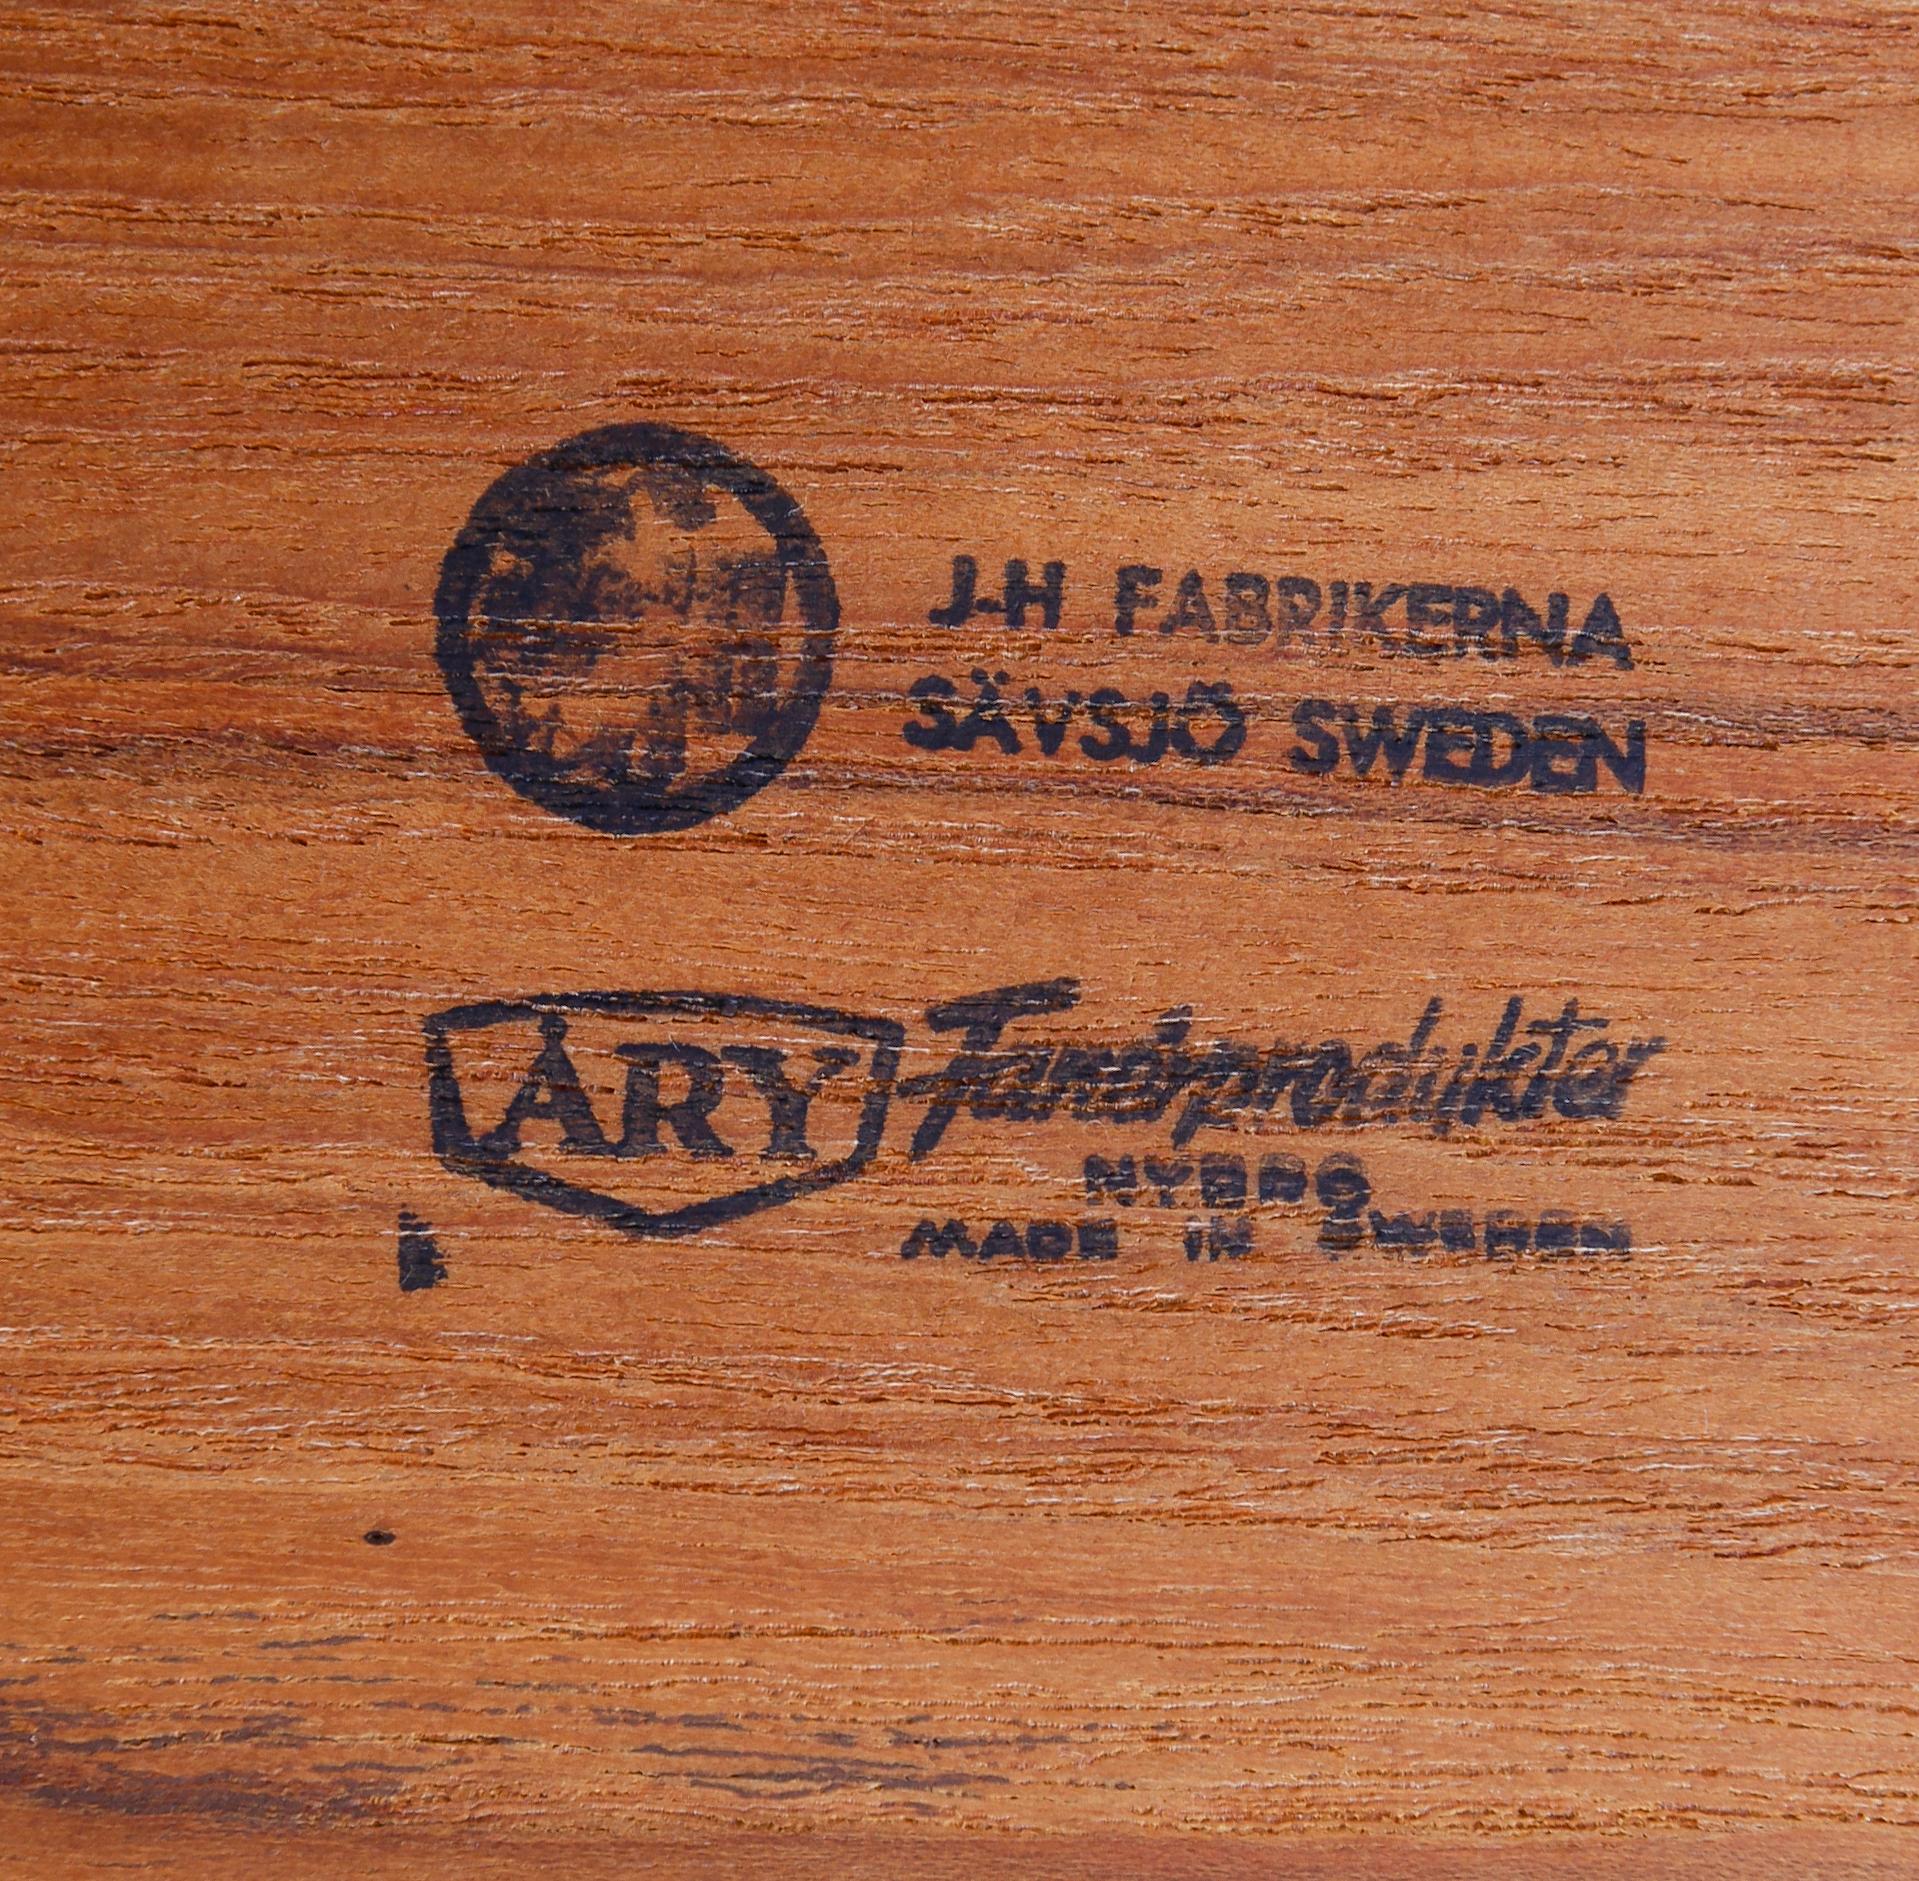 J-H FABRIKERNA
SÄVSJÖ SWEDEN
ÅRY Fanérprodukter
NYBRO
MADE IN SWEDEN